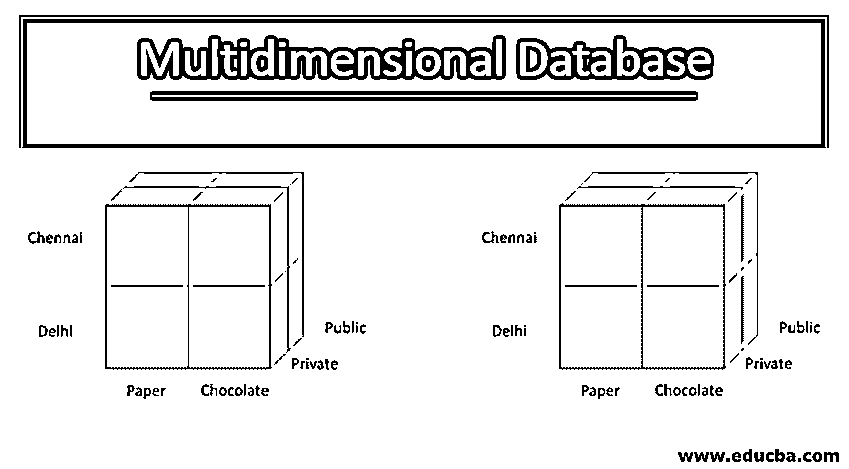 Multidimensional Database
Chennai
Delhi
Public
Private
Paper Chocolate
Chennai
Delhi
Public
Private
Paper Chocolate
www.educba.com